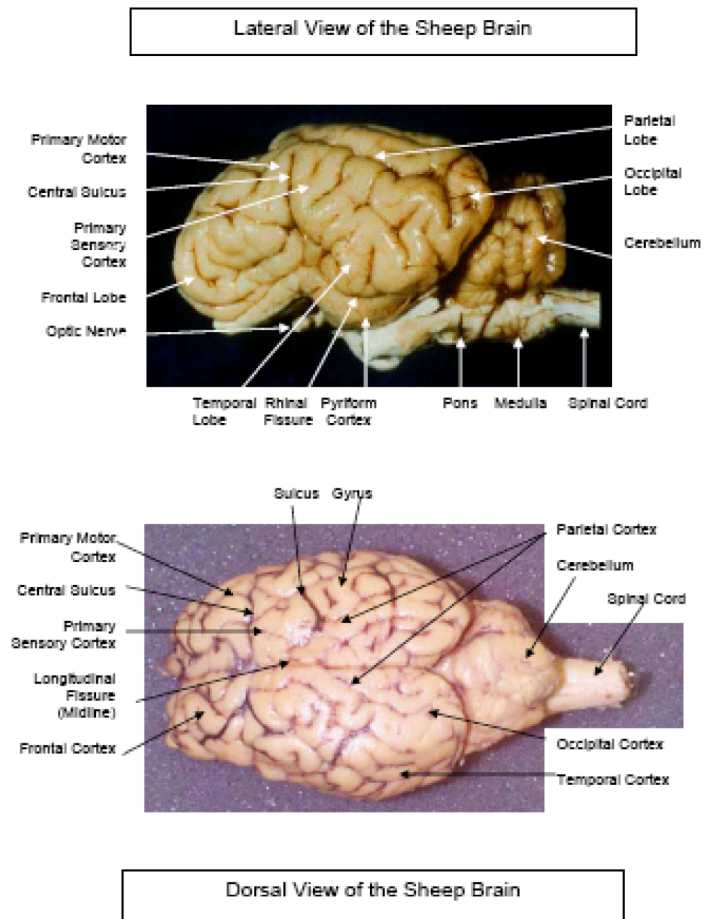 Lateral View of the Sheep Brain
Primary Motor
Cortex
Central Sulcus
Primary
Sensory
Cortex
Frontal Lobe
Optic Nerve
Parietal
Lobe
Occipital
Lobe
Cerebellum
Temporal
Lobe
Rhinal
Fissure
Pyriform
Cortex
Pons
Medulla
Spinal Cord
Sulcus
Gyrus
Primary Motor
Cortex
Central Sulcus
Primary
Sensory Cortex
Longitudinal
Fissure
(Midline)
Frontal Cortex
Parietal Cortex
Cerebellum
Spinal Cord
Occipital Cortex
Temporal Cortex
Dorsal View of the Sheep Brain